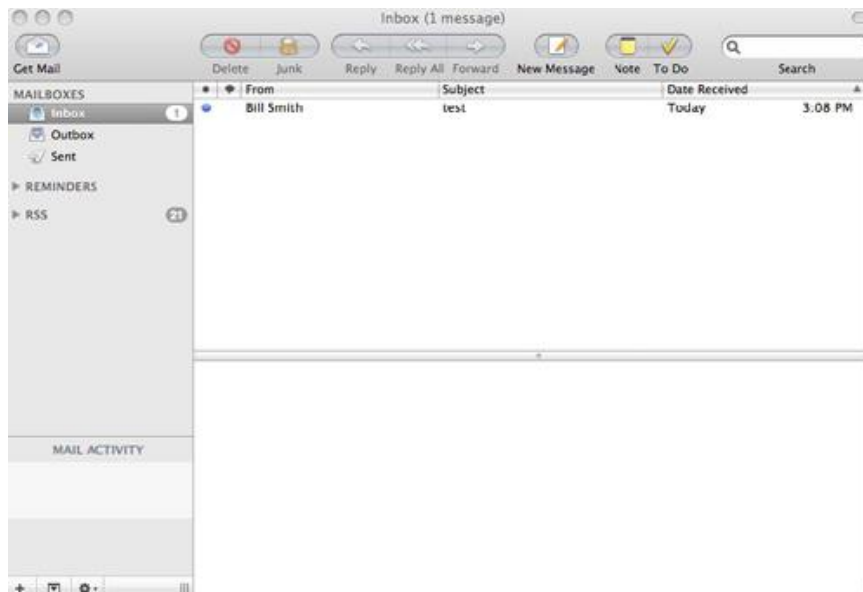 Inbox (1 message)
Get Mail Delete Junk Reply Reply All Forward New Message Note To Do Search
MAILBOXES From Subject Date Received
Inbox 1 Bill Smith test Today 3:08 PM
Outbox
Sent
REMINDERS
RSS 21
MAIL ACTIVITY